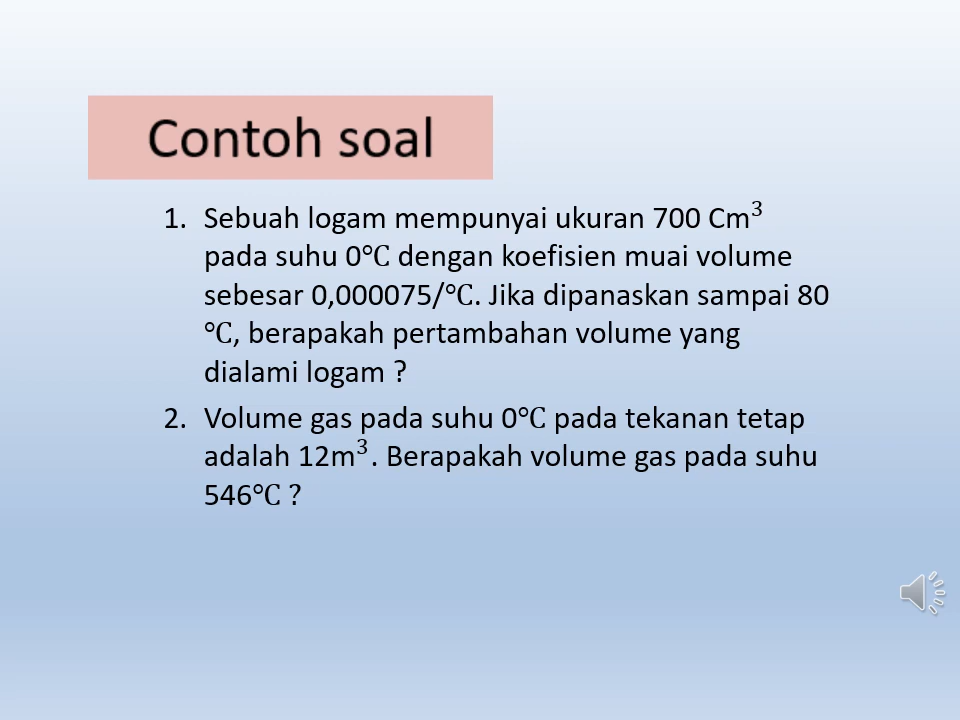 Contoh soal
1. Sebuah logam mempunyai ukuran 700 Cm³
pada suhu 0℃ dengan koefisien muai volume
sebesar 0,000075/℃. Jika dipanaskan sampai 80
℃, berapakah pertambahan volume yang
dialami logam ?
2. Volume gas pada suhu 0℃ pada tekanan tetap
adalah 12m³. Berapakah volume gas pada suhu
546℃ ?